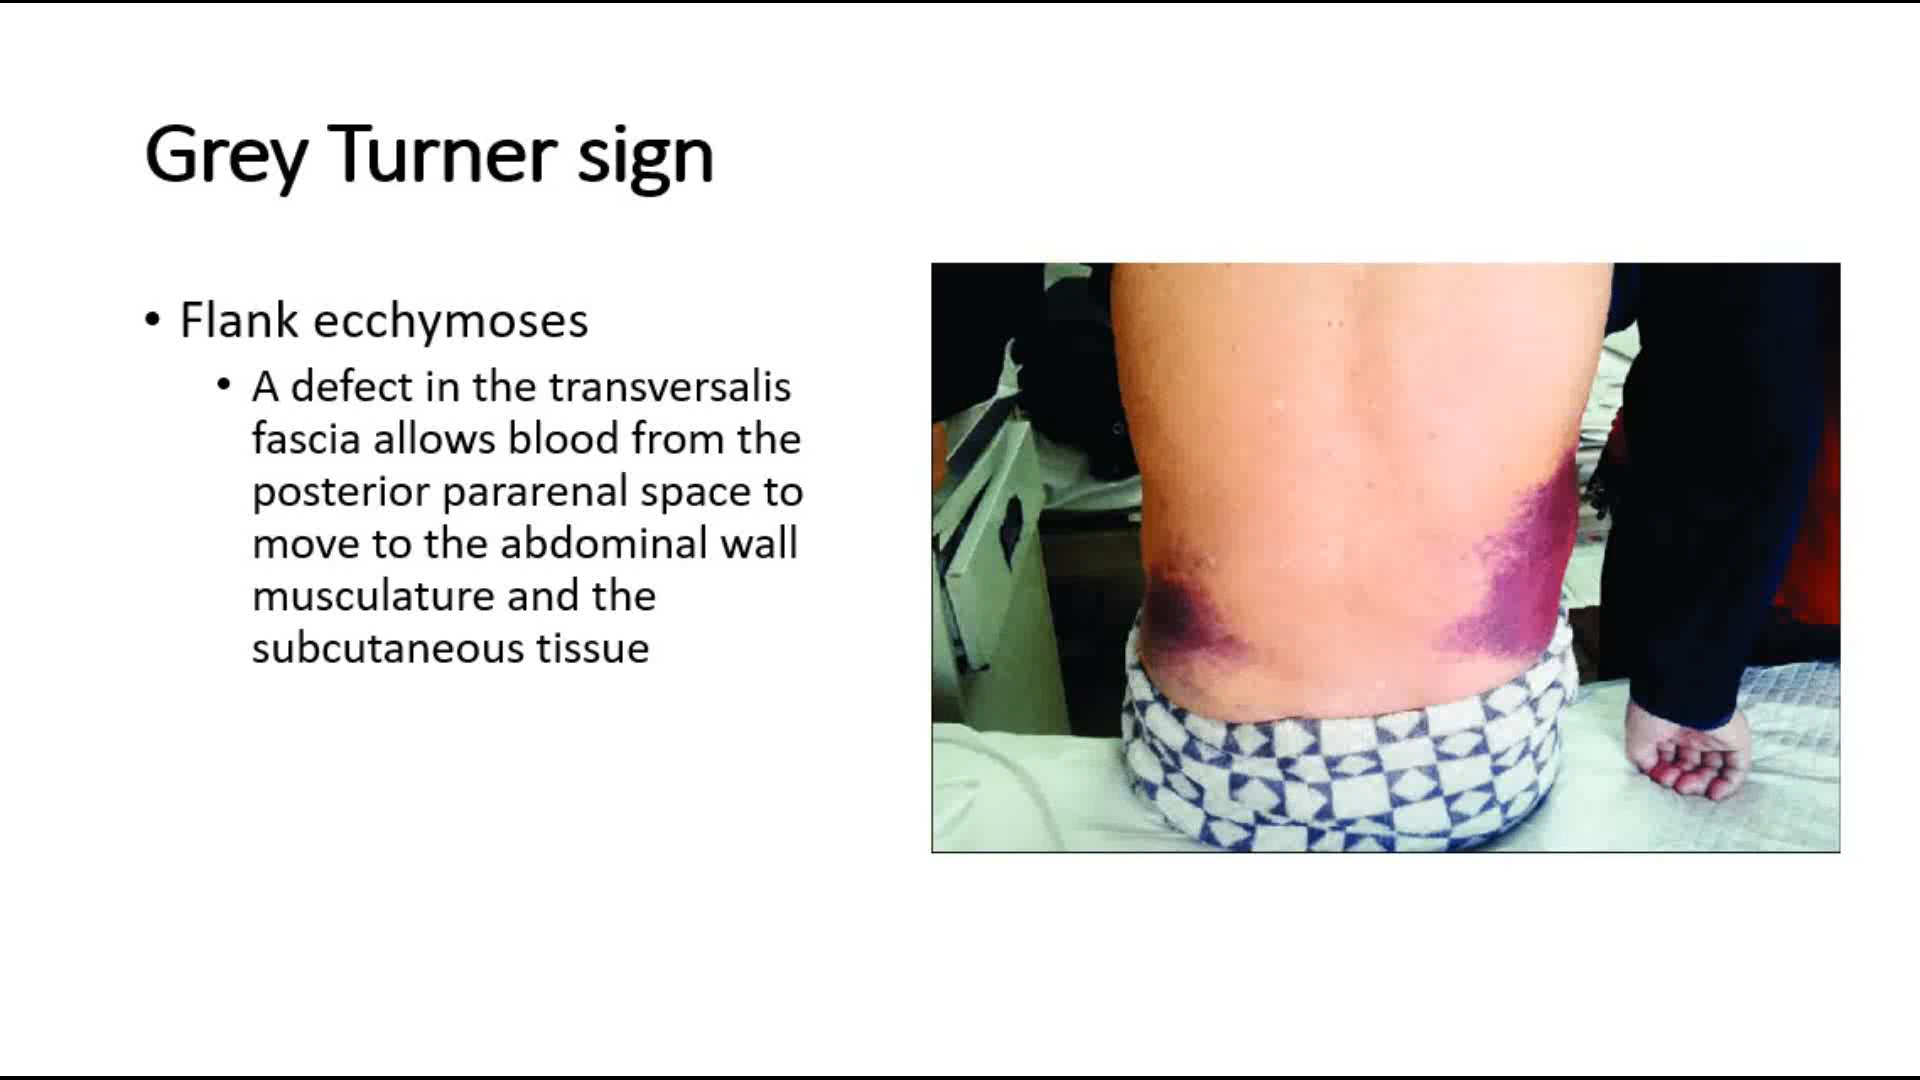 Grey Turner sign
• Flank ecchymoses
• A defect in the transversalis
fascia allows blood from the
posterior pararenal space to
move to the abdominal wall
musculature and the
subcutaneous tissue